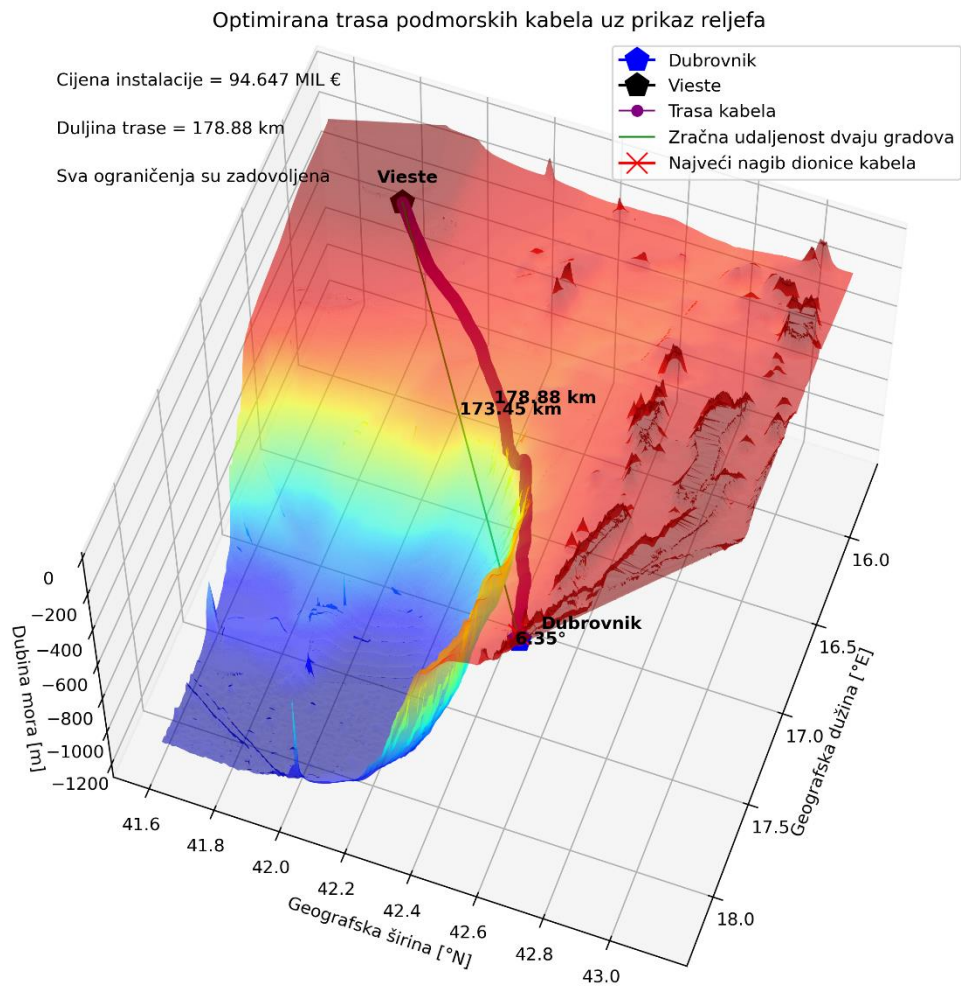 Optimirana trasa podmorskih kabela uz prikaz reljefa
Cijena instalacije = 94.647 MIL €
Duljina trase = 178.88 km
Sva ograničenja su zadovoljena
Dubrovnik
Vieste
Trasa kabela
Zračna udaljenost dvaju gradova
Najveći nagib dionice kabela
Vieste
178.88 km
173.45 km
Dubrovnik
6.35°
0
−200
−400
−600
−800
−1000
−1200
Dubina mora [m]
41.6
41.8
42.0
42.2
42.4
42.6
42.8
43.0
Geografska širina [°N]
16.0
16.5
17.0
17.5
18.0
Geografska dužina [°E]